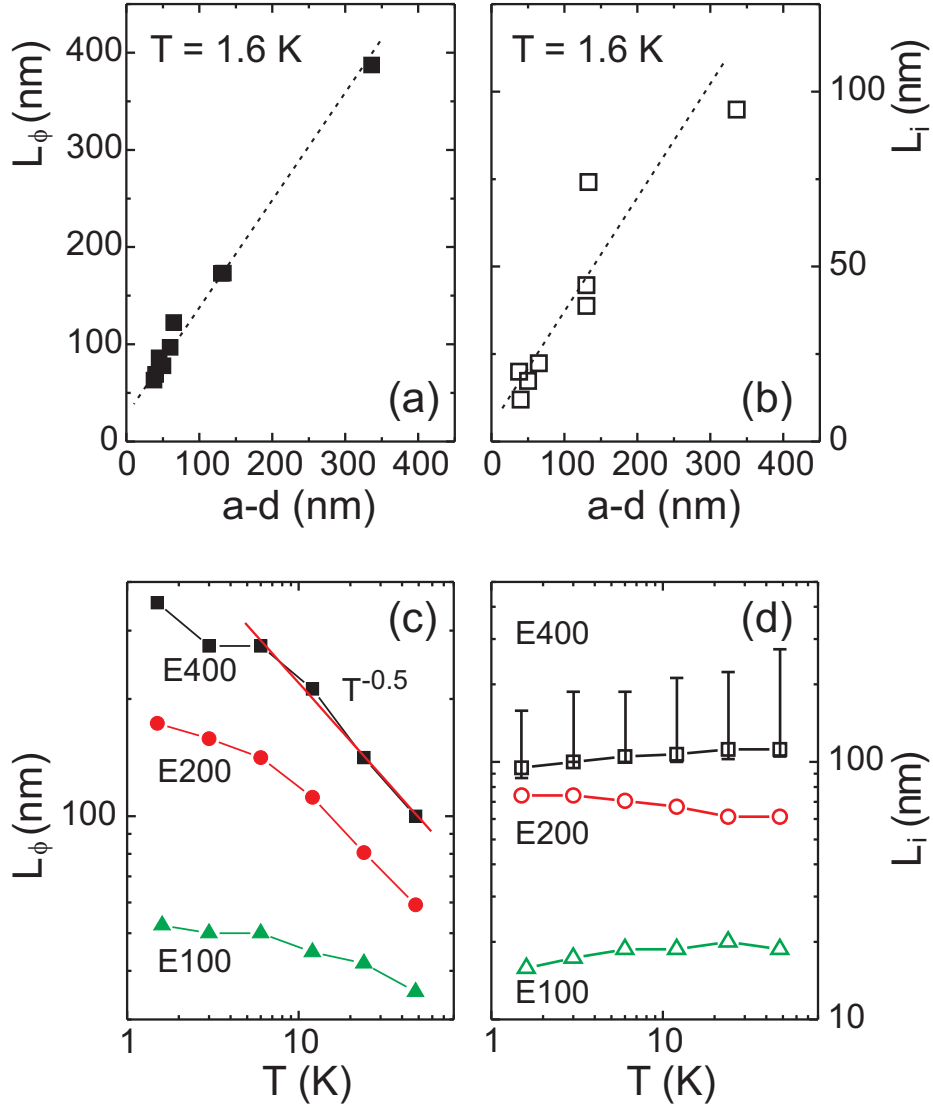 T = 1.6 K
(a)
L_ϕ (nm)
400
300
200
100
0
0 100 200 300 400
a-d (nm)
T = 1.6 K
(b)
L_i (nm)
100
50
0
0 100 200 300 400
a-d (nm)
(c)
E400
T^-0.5
E200
E100
L_ϕ (nm)
100
1 10
T (K)
(d)
E400
E200
E100
L_i (nm)
100
10
1 10
T (K)